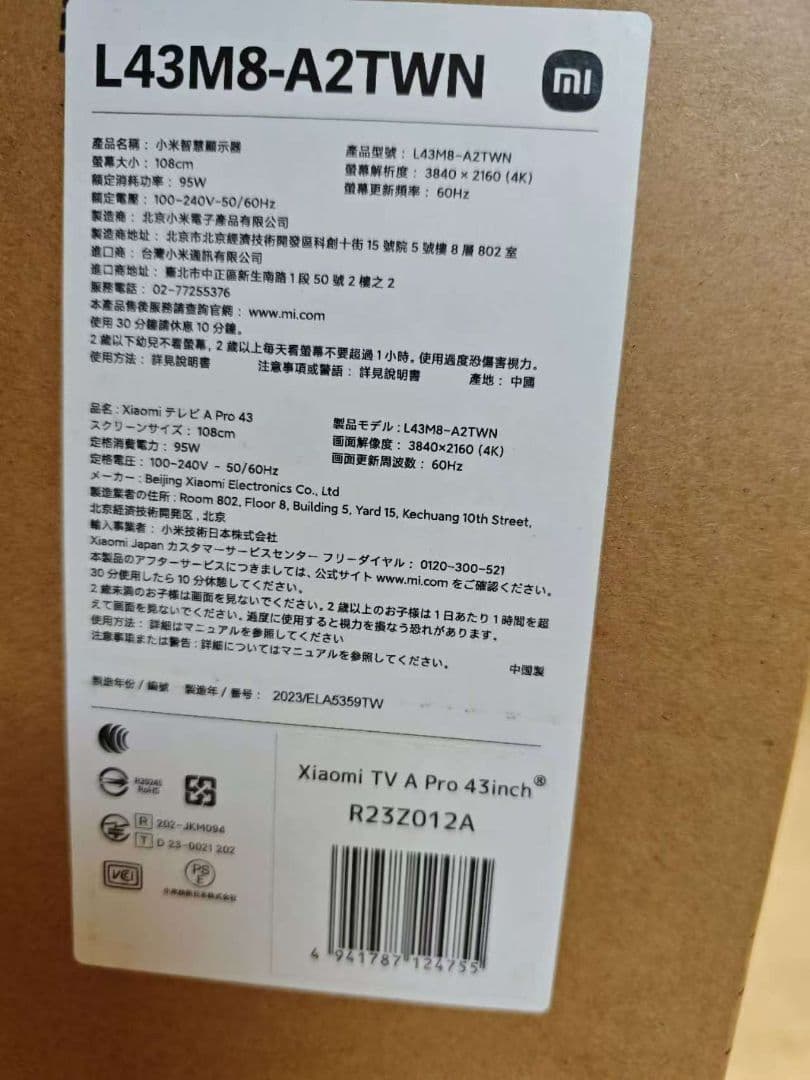 L43M8-A2TWN
mi
產品名稱：小米智慧顯示器
產品型號：L43M8-A2TWN
螢幕大小：108cm
螢幕解析度：3840 × 2160 (4K)
額定消耗功率：95W
螢幕更新頻率：60Hz
額定電壓：100-240V~50/60Hz
製造商：北京小米電子產品有限公司
製造商地址：北京市北京經濟技術開發區科創十街 15 號院 5 號樓 8 層 802 室
進口商：台灣小米通訊有限公司
進口商地址：臺北市中正區新生南路 1 段 50 號 2 樓之 2
服務電話：02-77255376
本產品售後服務請查詢官網：www.mi.com
使用 30 分鐘請休息 10 分鐘。
2 歲以下幼兒不看螢幕，2 歲以上每天看螢幕不要超過 1 小時。使用過度恐傷害視力。
使用方法：詳見說明書 注意事項或警語：詳見說明書 產地：中國
品名：Xiaomi テレビ A Pro 43
製品モデル：L43M8-A2TWN
スクリーンサイズ：108cm
画面解像度：3840×2160 (4K)
定格消費電力：95W
画面更新周波数：60Hz
定格電圧：100-240V ~ 50/60Hz
メーカー：Beijing Xiaomi Electronics Co., Ltd
製造業者の住所：Room 802, Floor 8, Building 5, Yard 15, Kechuang 10th Street,
北京経済技術開発区，北京
輸入事業者：小米技術日本株式会社
Xiaomi Japan カスタマーサービスセンター フリーダイヤル：0120-300-521
本製品のアフターサービスにつきましては、公式サイト www.mi.com をご確認ください。
30 分使用したら 10 分休憩してください。
2 歳未満のお子様は画面を見ないでください。2 歳以上のお子様は 1 日あたり 1 時間を超
えて画面を見ないでください。過度に使用すると視力を損なう恐れがあります。
使用方法：詳細はマニュアルを参照してください
注意事項または警告：詳細についてはマニュアルを参照してください。 中国製
製造年份 / 編號 製造年 / 番号：2023/ELA5359TW
RoHS
R 202-JKM094
T D 23-0021 202
VCI
PS
E
小米技術日本株式会社
Xiaomi TV A Pro 43inch®
R23Z012A
4 941787 124755